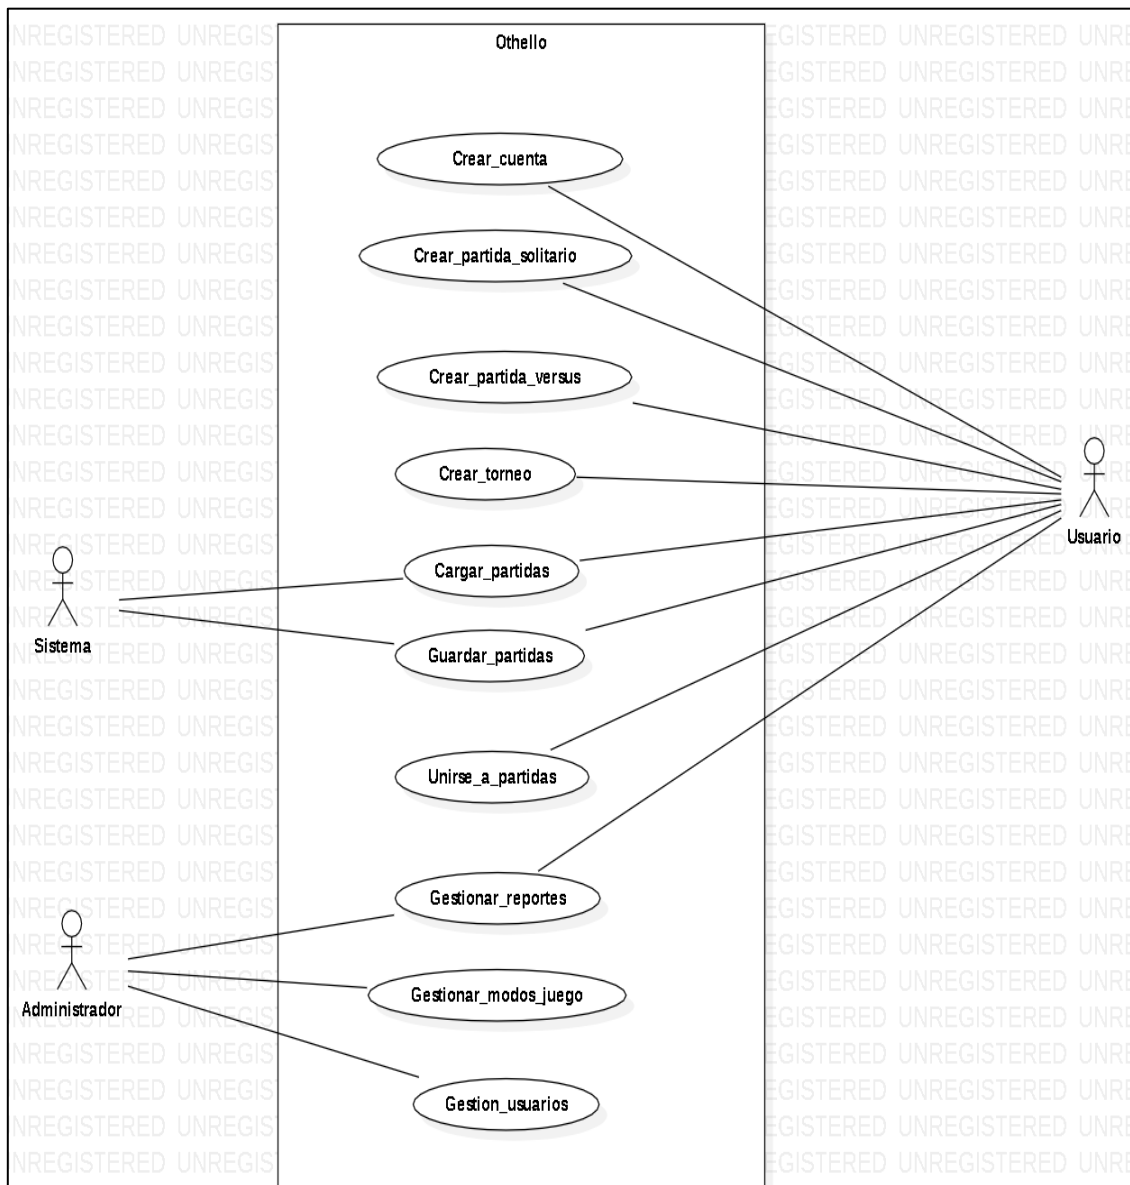 Othello
Crear_cuenta
Crear_partida_solitario
Crear_partida_versus
Crear_torneo
Usuario
Cargar_partidas
Sistema
Guardar_partidas
Unirse_a_partidas
Gestionar_reportes
Gestionar_modos_juego
Administrador
Gestion_usuarios